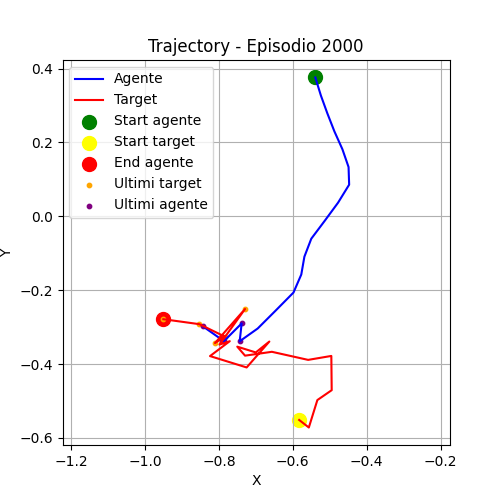 Trajectory - Episodio 2000
Agente
Target
Start agente
Start target
End agente
Ultimi target
Ultimi agente
0.4
0.2
0.0
−0.2
−0.4
−0.6
Y
−1.2 −1.0 −0.8 −0.6 −0.4 −0.2
X